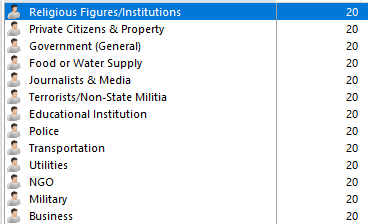 Religious Figures/Institutions 20
Private Citizens & Property 20
Government (General) 20
Food or Water Supply 20
Journalists & Media 20
Terrorists/Non-State Militia 20
Educational Institution 20
Police 20
Transportation 20
Utilities 20
NGO 20
Military 20
Business 20